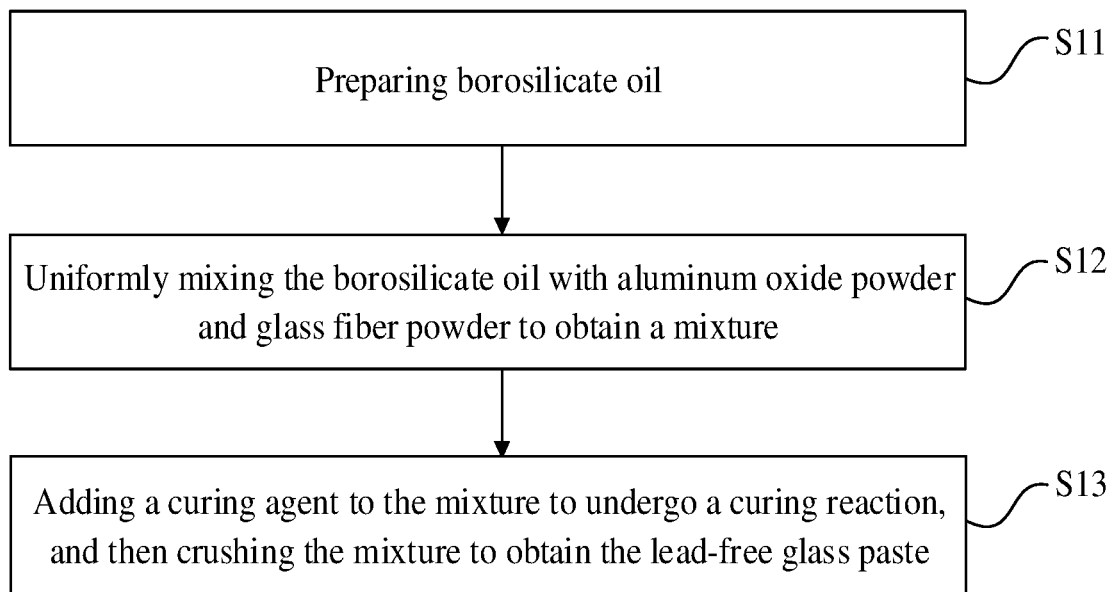 S11
Preparing borosilicate oil
S12
Uniformly mixing the borosilicate oil with aluminum oxide powder
and glass fiber powder to obtain a mixture
S13
Adding a curing agent to the mixture to undergo a curing reaction,
and then crushing the mixture to obtain the lead-free glass paste